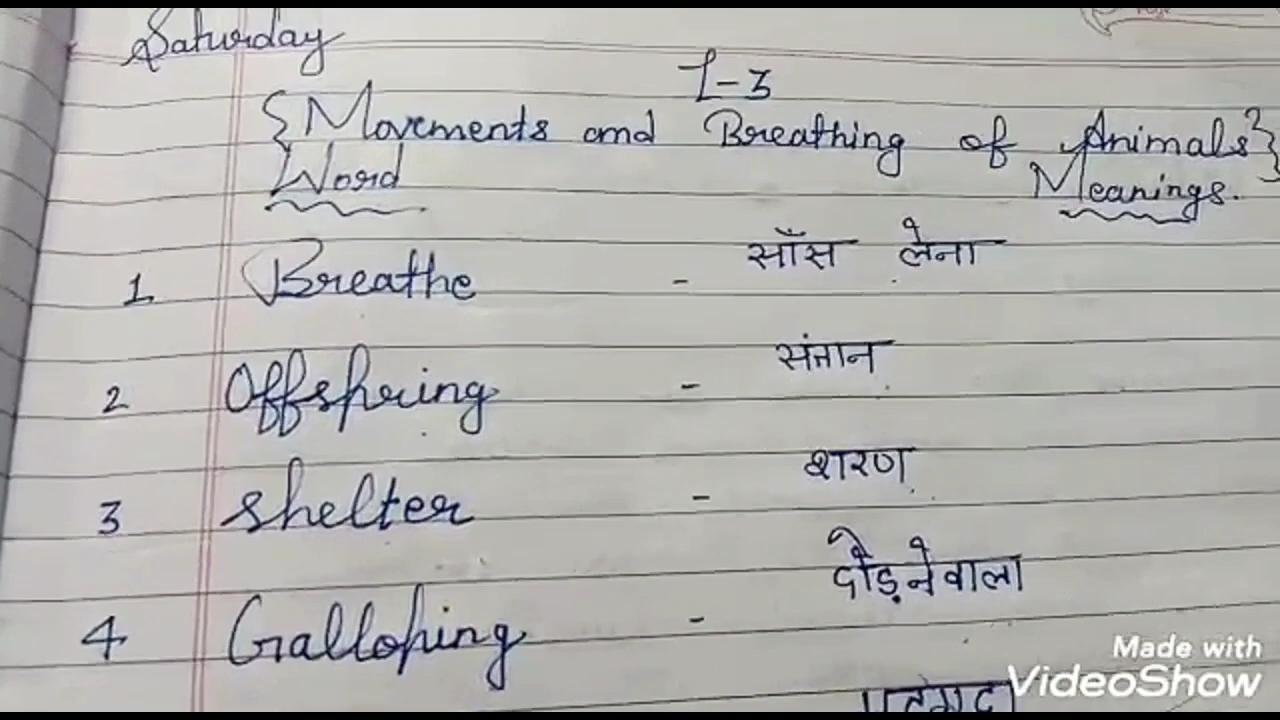 Saturday
L-3
{Movements and Breathing of Animals}
Word Meanings.
1 Breathe - साँस लेना
2 Offspring - संतान
3 shelter - शरण
4 Galloping - दौड़नेवाला
Made with
VideoShow